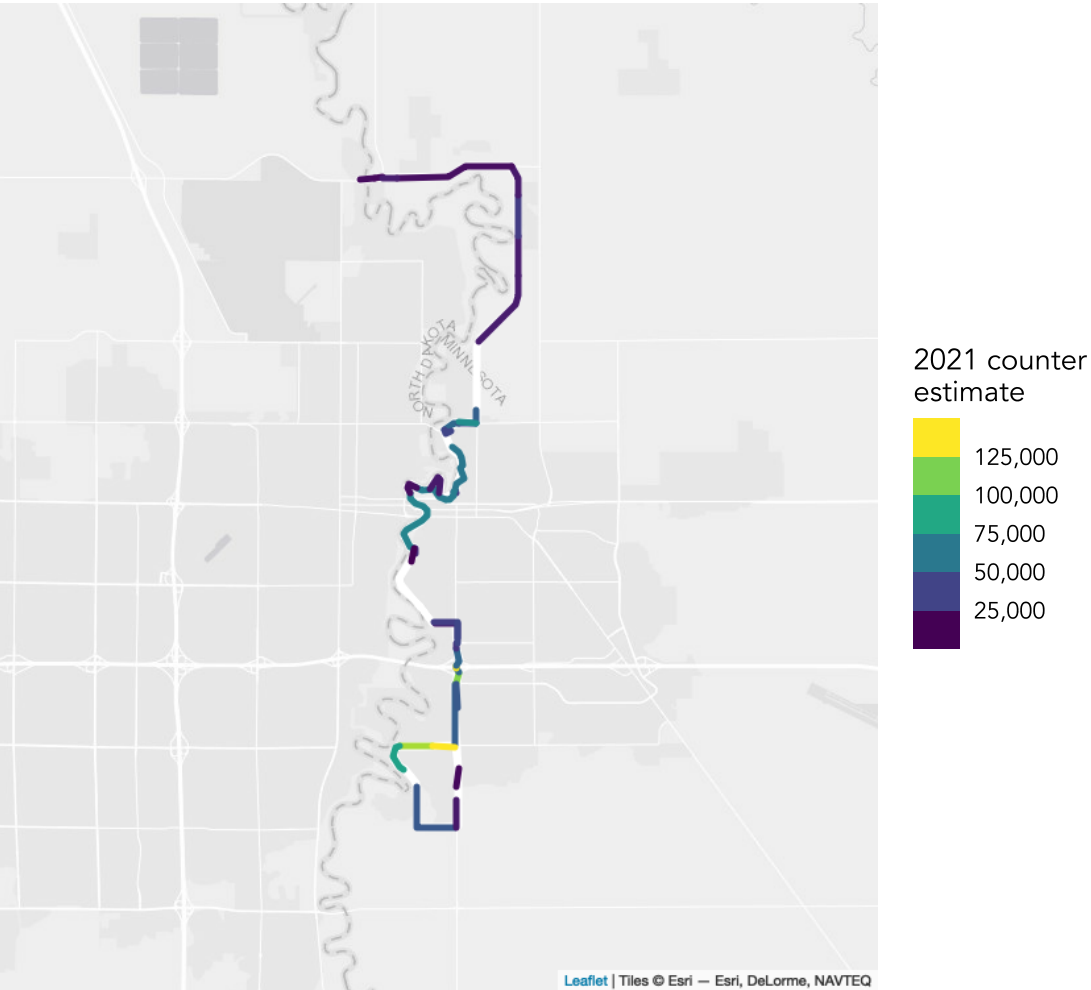 NORTH DAKOTA
MINNESOTA
2021 counter
estimate
125,000
100,000
75,000
50,000
25,000
Leaflet | Tiles © Esri — Esri, DeLorme, NAVTEQ